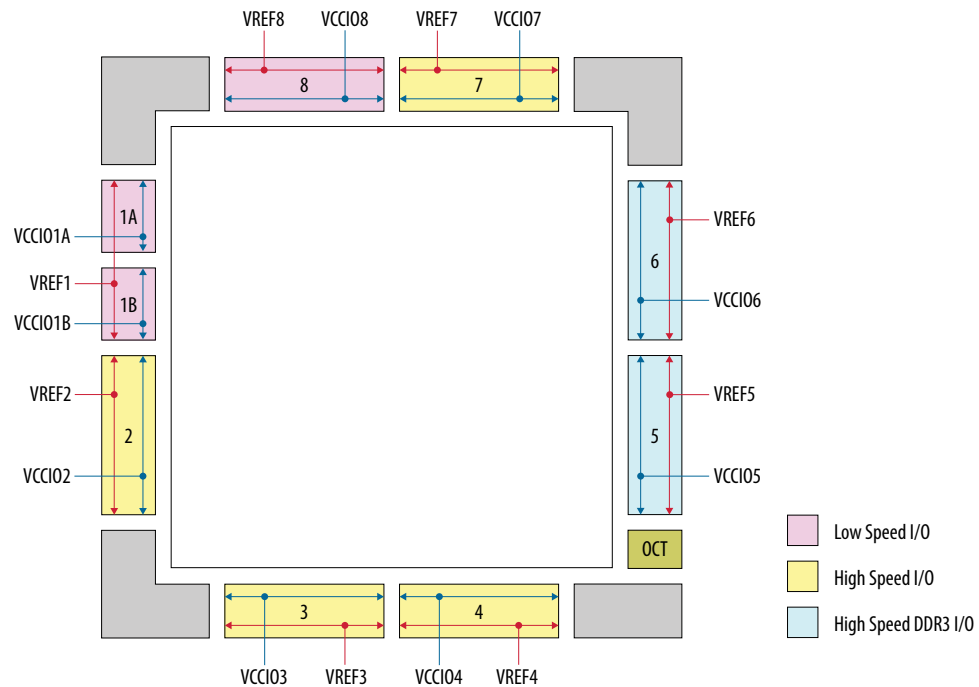 VREF8
VCCIO8
VREF7
VCCIO7
8
7
1A
VCCIO1A
VREF1
1B
VCCIO1B
VREF2
2
VCCIO2
6
VREF6
VCCIO6
VREF5
5
VCCIO5
OCT
3
4
VCCIO3
VREF3
VCCIO4
VREF4
Low Speed I/O
High Speed I/O
High Speed DDR3 I/O